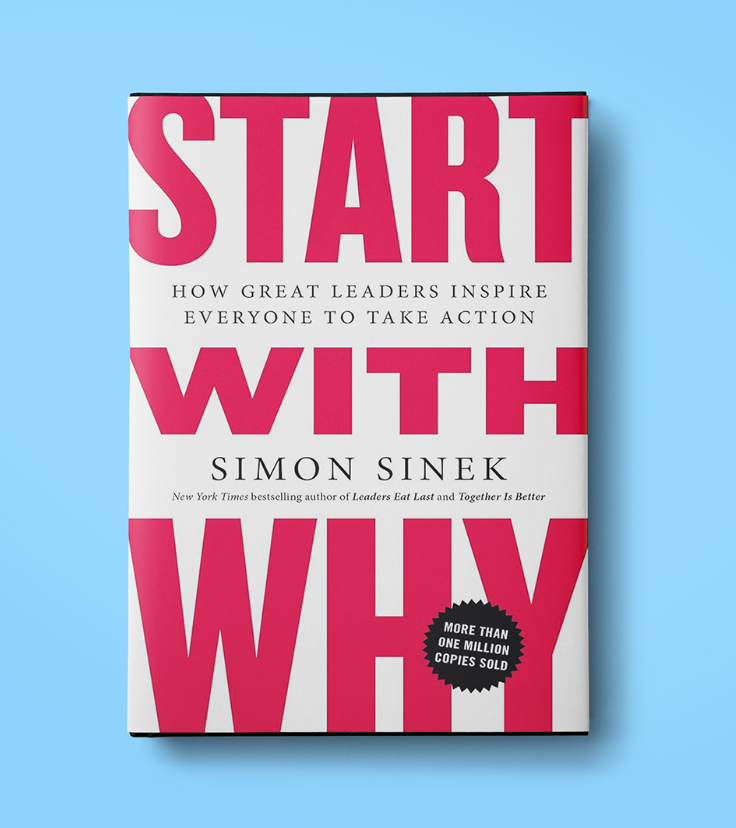 START
HOW GREAT LEADERS INSPIRE
EVERYONE TO TAKE ACTION
WITH
SIMON SINEK
New York Times bestselling author of Leaders Eat Last and Together Is Better
WHY
MORE THAN
ONE MILLION
COPIES SOLD